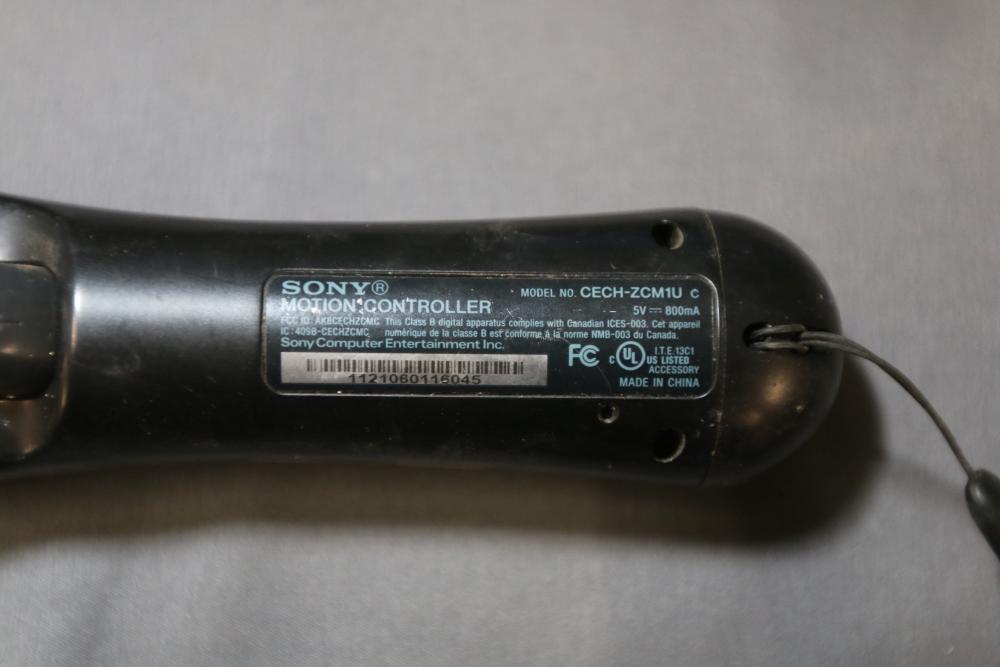 SONY®
MOTION CONTROLLER
MODEL NO. CECH-ZCM1U C
5V ⎓ 800mA
FCC ID: AK8CECHZCMC This Class B digital apparatus complies with Canadian ICES-003. Cet appareil
IC: 409B-CECHZCMC numérique de la classe B est conforme à la norme NMB-003 du Canada.
Sony Computer Entertainment Inc.
1121060116045
FC
c UL US LISTED
I.T.E. 13C1
ACCESSORY
MADE IN CHINA